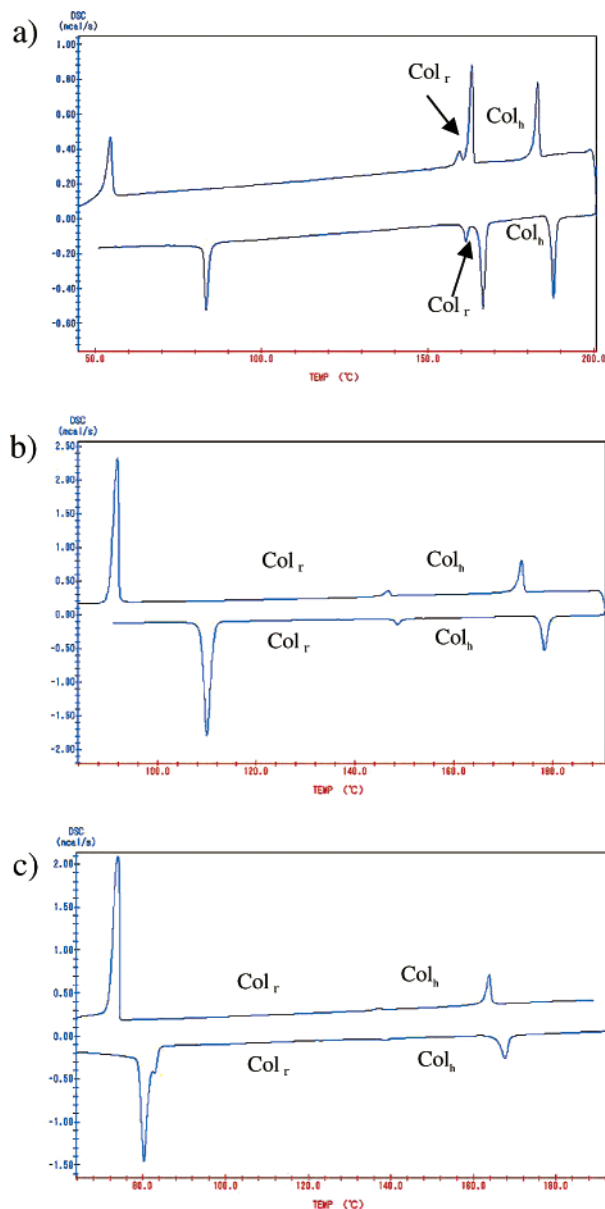 a)
DSC
(mcal/s)
1.00
0.80
0.60
0.40
0.20
0.00
-0.20
-0.40
-0.60
Col r
Col h
Col h
Col r
50.0 100.0 150.0 200.0
TEMP (℃)
b)
DSC
(mcal/s)
2.50
2.00
1.50
1.00
0.50
0.00
-0.50
-1.00
-1.50
-2.00
Col r Col h
Col r Col h
100.0 120.0 140.0 160.0 180.0
TEMP (℃)
c)
DSC
(mcal/s)
2.00
1.50
1.00
0.50
0.00
-0.50
-1.00
-1.50
Col r Col h
Col r Col h
80.0 100.0 120.0 140.0 160.0 180.0
TEMP (℃)